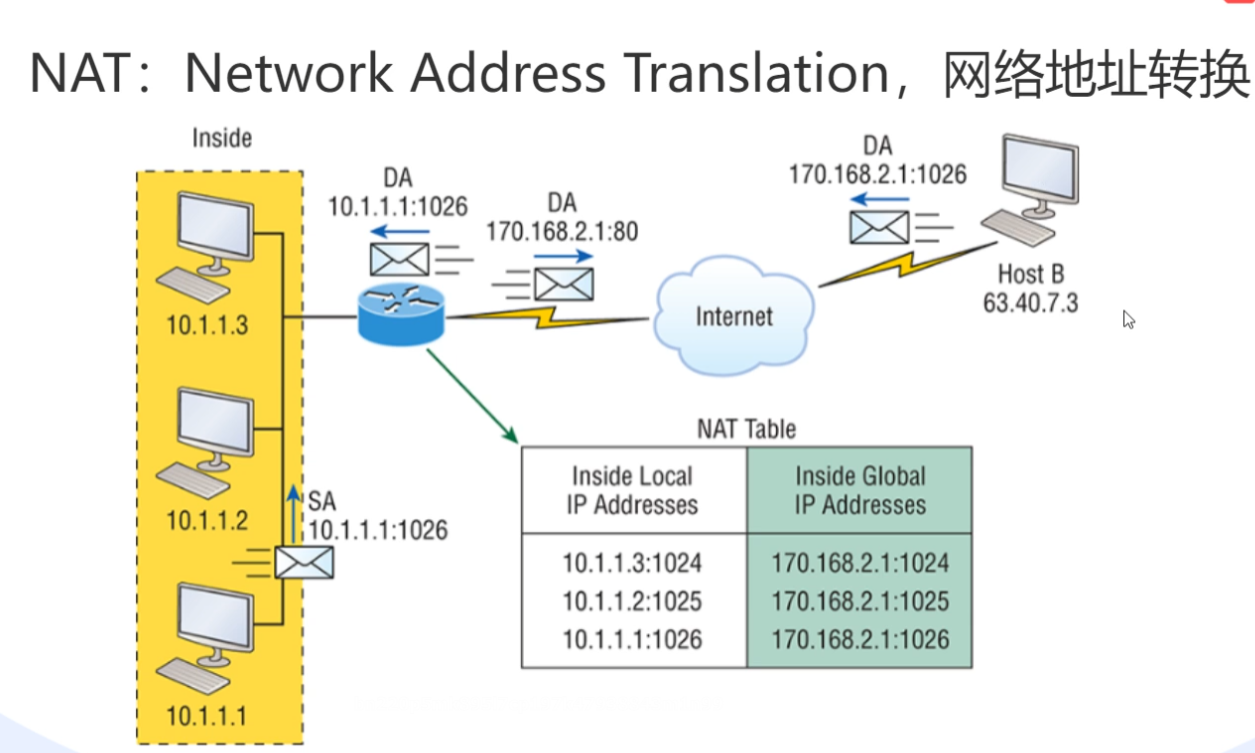 NAT：Network Address Translation，网络地址转换
Inside
DA
10.1.1.1:1026
DA
170.168.2.1:80
DA
170.168.2.1:1026
Host B
63.40.7.3
Internet
10.1.1.3
10.1.1.2
SA
10.1.1.1:1026
10.1.1.1
NAT Table
Inside Local
IP Addresses
Inside Global
IP Addresses
10.1.1.3:1024 170.168.2.1:1024
10.1.1.2:1025 170.168.2.1:1025
10.1.1.1:1026 170.168.2.1:1026